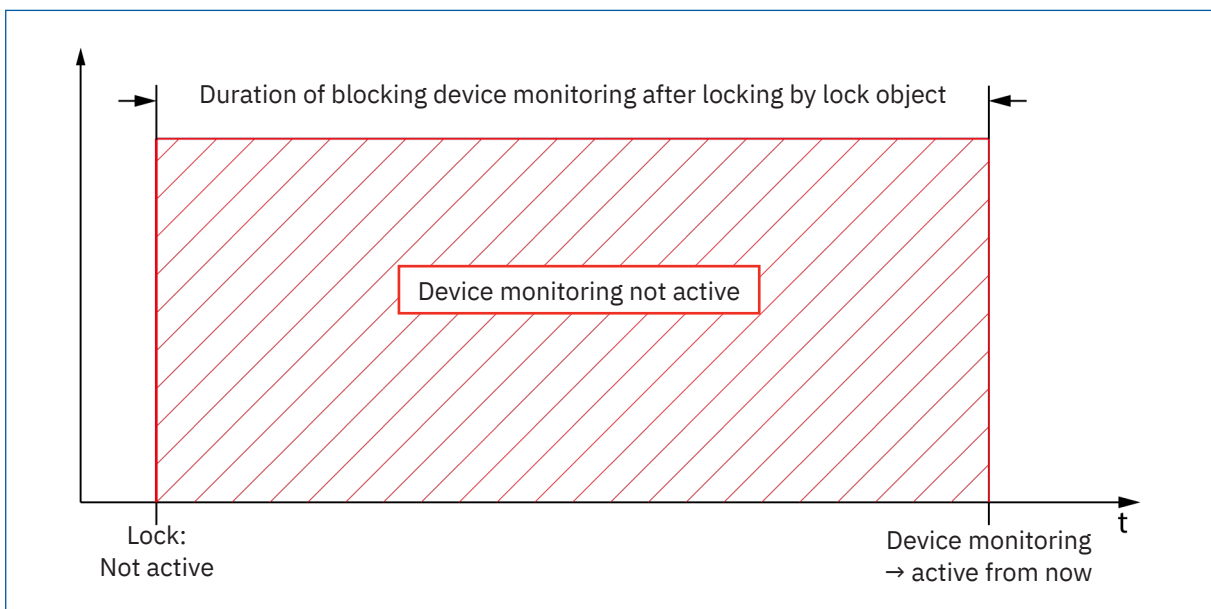 Duration of blocking device monitoring after locking by lock object
Device monitoring not active
t
Lock:
Not active
Device monitoring
→ active from now